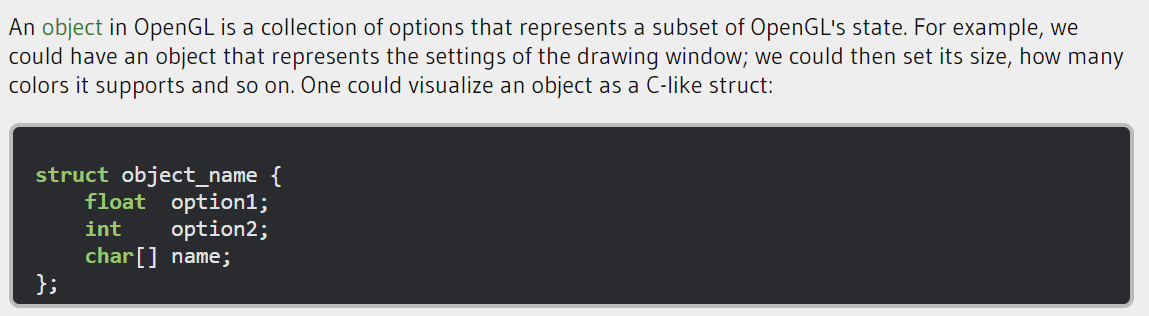 An object in OpenGL is a collection of options that represents a subset of OpenGL's state. For example, we
could have an object that represents the settings of the drawing window; we could then set its size, how many
colors it supports and so on. One could visualize an object as a C-like struct:
struct object_name {
    float  option1;
    int    option2;
    char[] name;
};